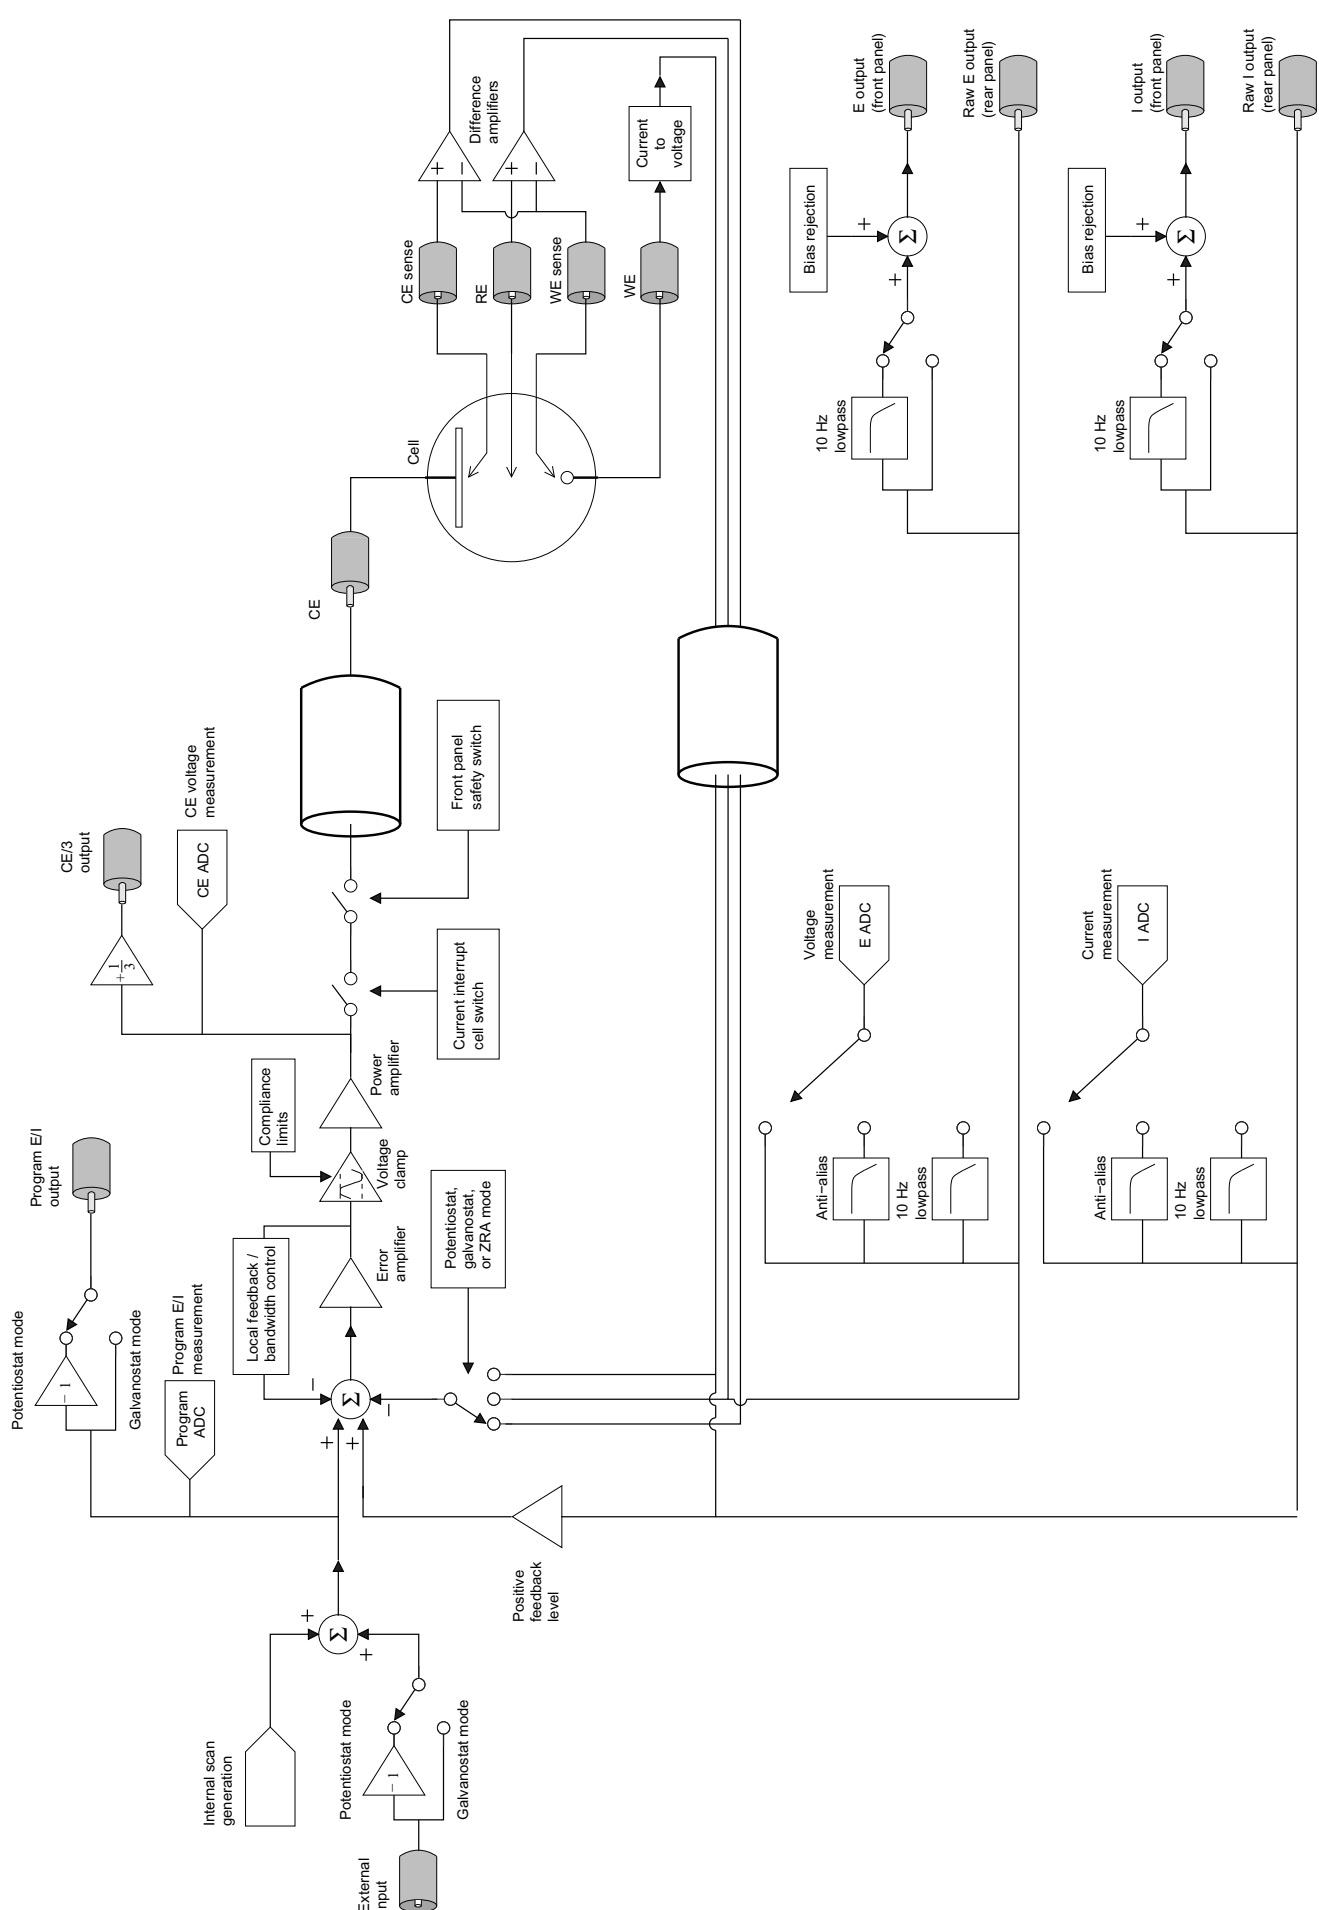 External
input
Potentiostat mode
−1
Galvanostat mode
Internal scan
generation
Σ
+
+
Potentiostat mode
−1
Galvanostat mode
Program E/I
output
Program
ADC
Program E/I
measurement
Positive
feedback
level
Σ
+
+
−
−
Local feedback /
bandwidth control
Error
amplifier
Potentiostat,
galvanostat,
or ZRA mode
Compliance
limits
Voltage
clamp
Power
amplifier
+1/3
CE/3
output
CE ADC
CE voltage
measurement
Current interrupt
cell switch
Front panel
safety switch
CE
Cell
CE sense
RE
WE sense
WE
Difference
amplifiers
+
−
+
−
Current
to
voltage
Anti−alias
10 Hz
lowpass
Voltage
measurement
E ADC
10 Hz
lowpass
Bias rejection
+
+
Σ
E output
(front panel)
Raw E output
(rear panel)
Anti−alias
10 Hz
lowpass
Current
measurement
I ADC
10 Hz
lowpass
Bias rejection
+
+
Σ
I output
(front panel)
Raw I output
(rear panel)